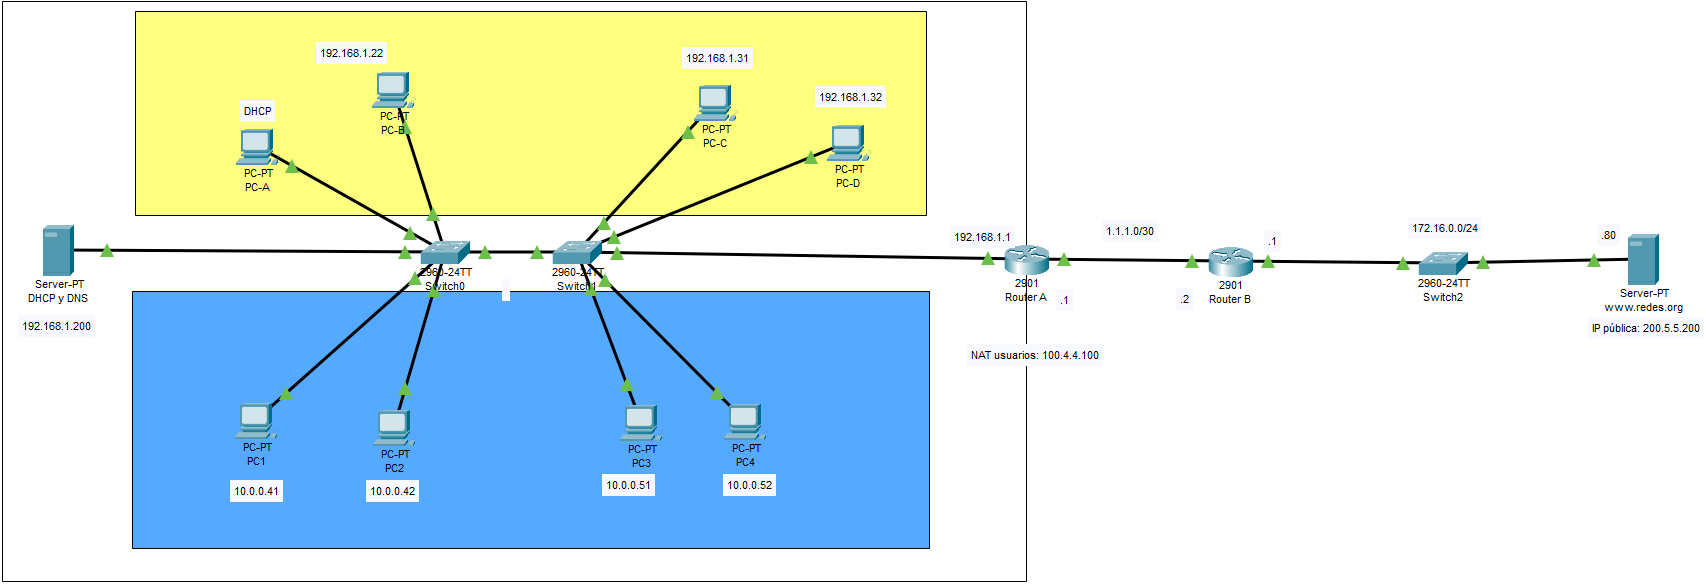 192.168.1.22
192.168.1.31
DHCP
192.168.1.32
PC-PT
PC-B
PC-PT
PC-C
PC-PT
PC-A
PC-PT
PC-D
192.168.1.1
1.1.1.0/30
.1
172.16.0.0/24
.80
2960-24TT
Switch0
2960-24TT
Switch1
Server-PT
DHCP y DNS
192.168.1.200
2901
Router A
.1
.2
2901
Router B
2960-24TT
Switch2
Server-PT
www.redes.org
IP pública: 200.5.5.200
NAT usuarios: 100.4.4.100
PC-PT
PC1
10.0.0.41
PC-PT
PC2
10.0.0.42
PC-PT
PC3
10.0.0.51
PC-PT
PC4
10.0.0.52